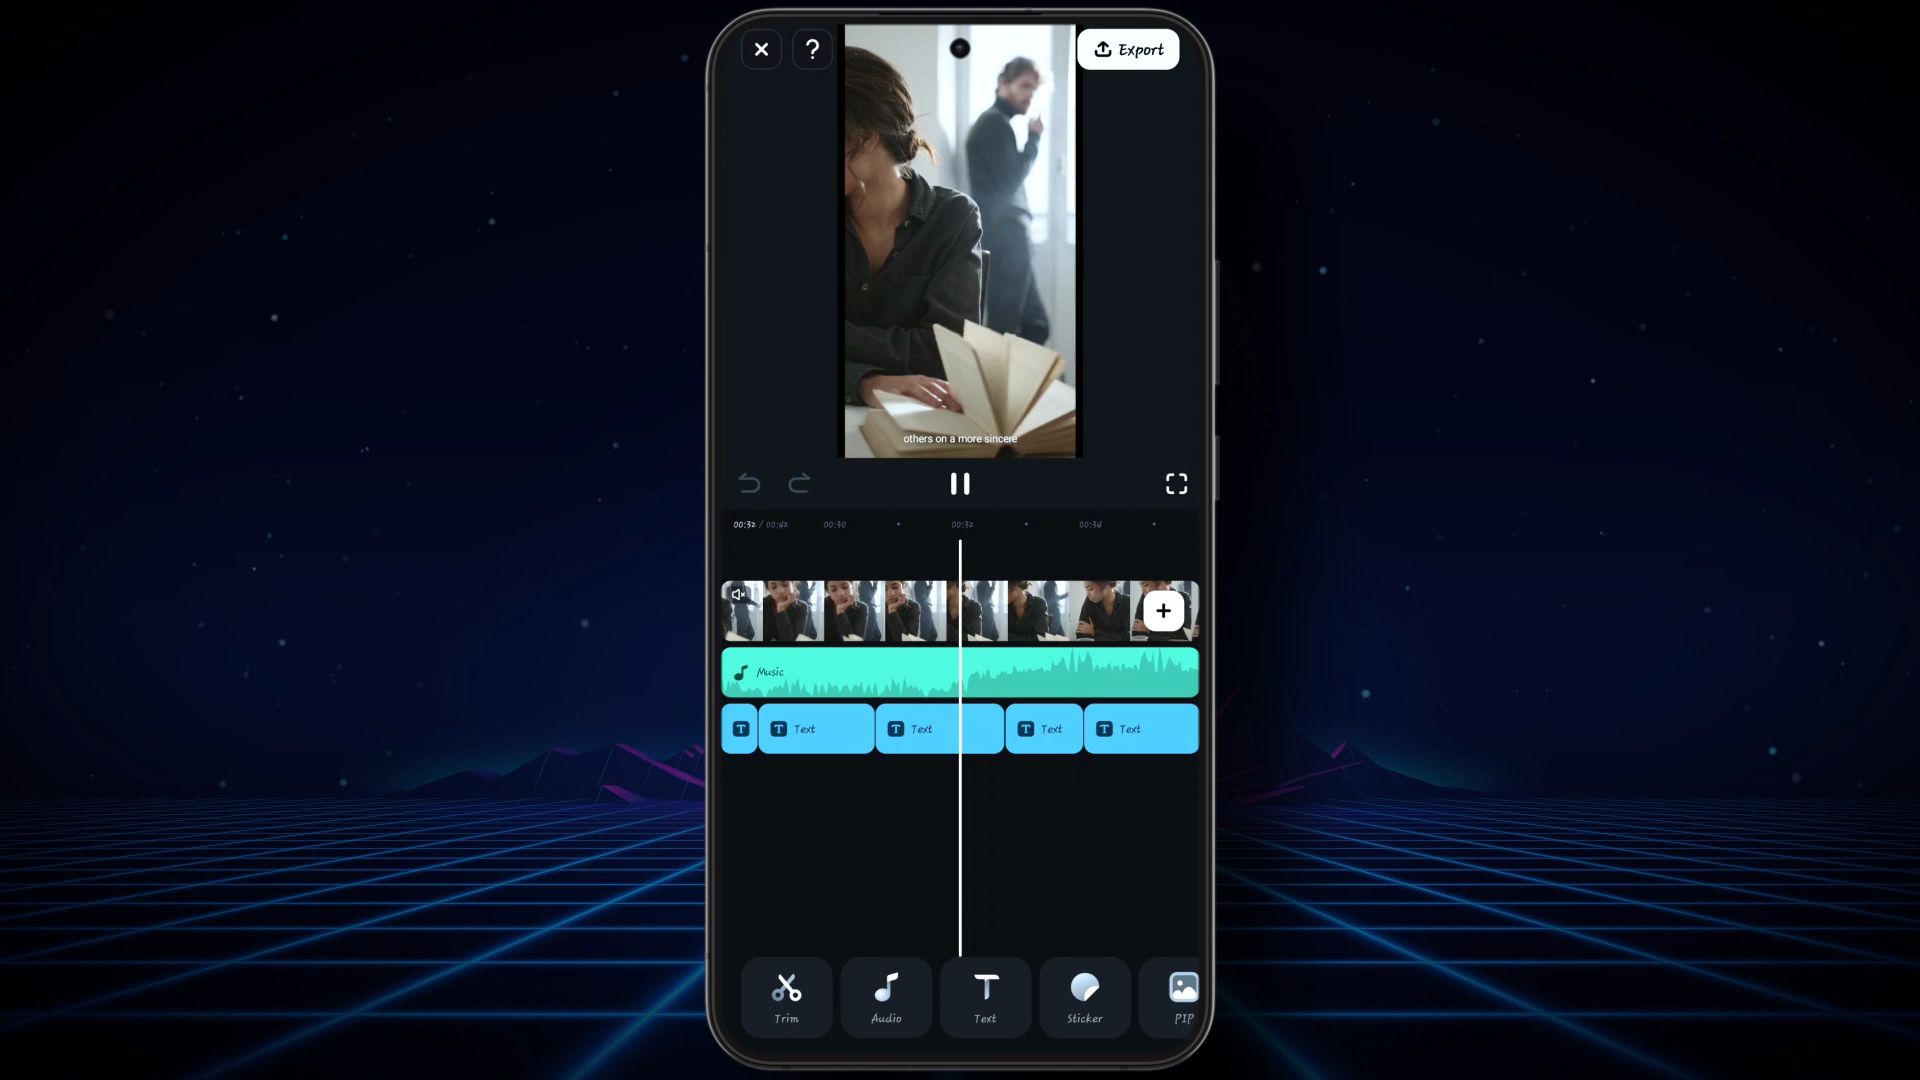 ? Export
others on a more sincere
00:32 / 00:42 00:30 00:32 00:34
Music
T T Text T Text T Text T Text
Trim Audio Text Sticker PIP